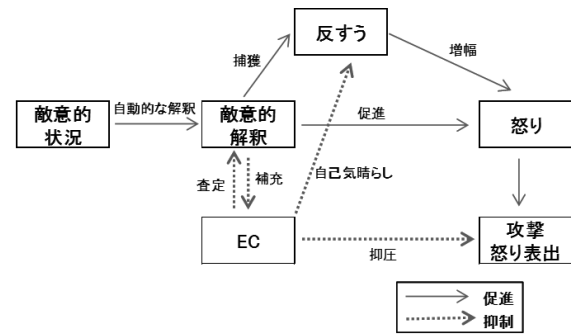 反すう
捕獲
増幅
敵意的
状況
自動的な解釈
敵意的
解釈
促進
怒り
査定
補充
自己気晴らし
EC
抑圧
攻撃
怒り表出
促進
抑制